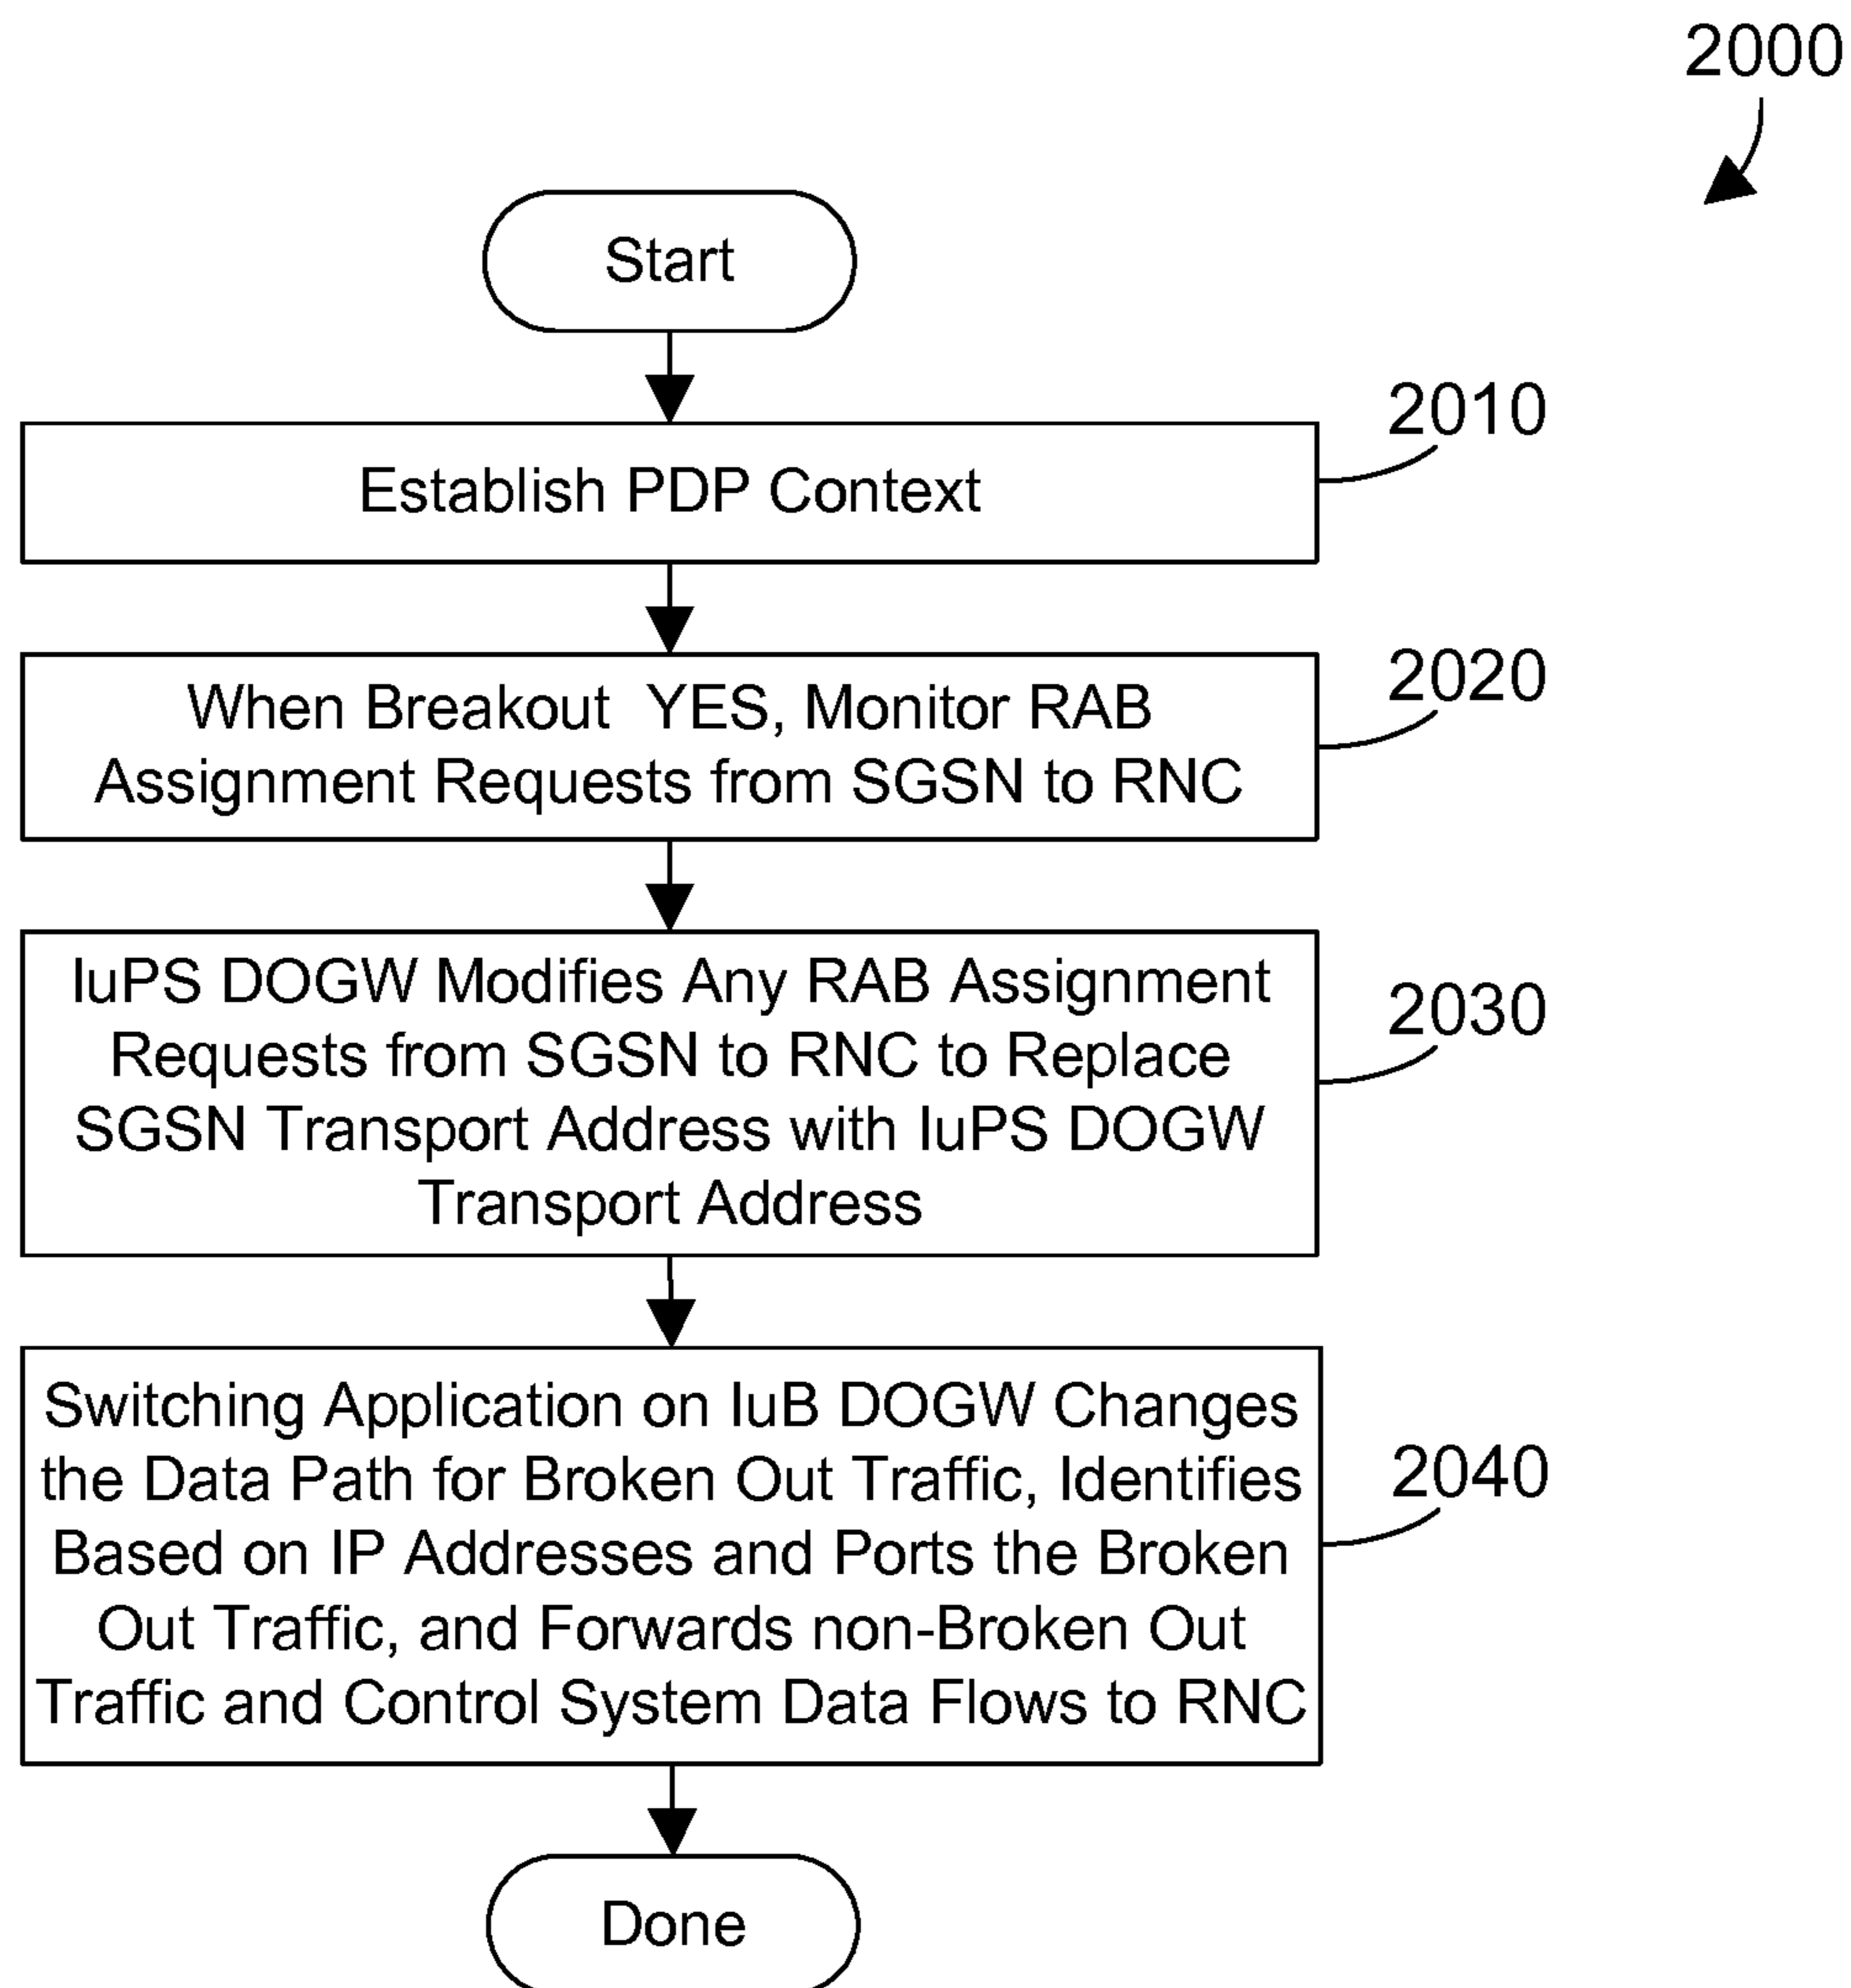 2000
Start
2010
Establish PDP Context
2020
When Breakout YES, Monitor RAB
Assignment Requests from SGSN to RNC
2030
IuPS DOGW Modifies Any RAB Assignment
Requests from SGSN to RNC to Replace
SGSN Transport Address with IuPS DOGW
Transport Address
2040
Switching Application on IuB DOGW Changes
the Data Path for Broken Out Traffic, Identifies
Based on IP Addresses and Ports the Broken
Out Traffic, and Forwards non-Broken Out
Traffic and Control System Data Flows to RNC
Done